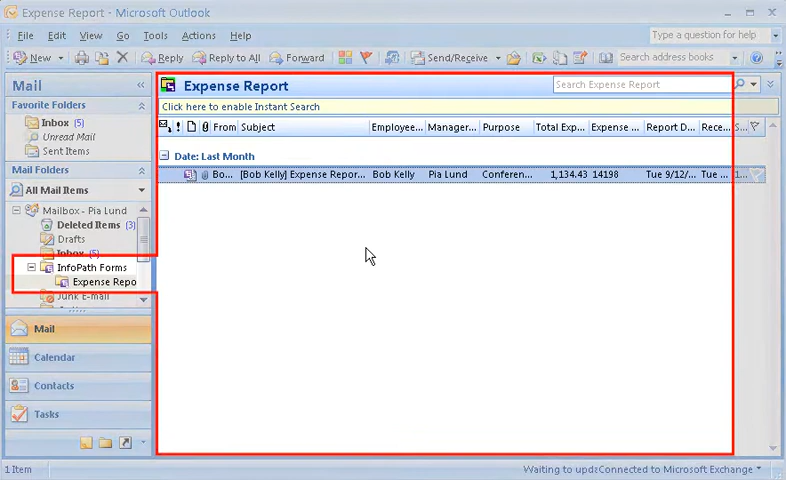 Expense Report - Microsoft Outlook
File Edit View Go Tools Actions Help
Type a question for help
New Reply Reply to All Forward Send/Receive Search address books
Mail
Favorite Folders
Inbox (5)
Unread Mail
Sent Items
Mail Folders
All Mail Items
Mailbox - Pia Lund
Deleted Items (3)
Drafts
Inbox (5)
InfoPath Forms
Expense Repo
Junk E-mail
Mail
Calendar
Contacts
Tasks
Expense Report
Search Expense Report
Click here to enable Instant Search
From Subject Employee... Manager... Purpose Total Exp... Expense ... Report D... Rece... S...
Date: Last Month
Bo... [Bob Kelly] Expense Repor... Bob Kelly Pia Lund Conferen... 1,134.43 14198 Tue 9/12/... Tue ... 1...
1 Item
Waiting to upd Connected to Microsoft Exchange